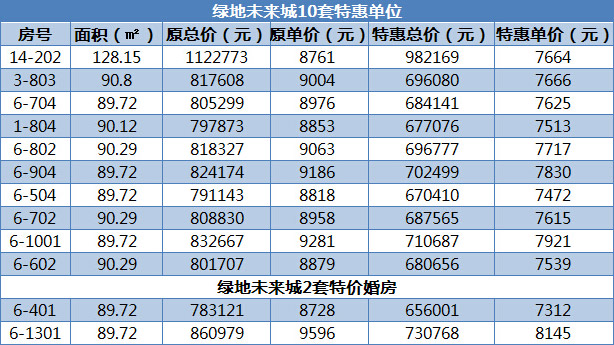 绿地未来城10套特惠单位
房号 面积（㎡） 原总价（元） 原单价（元） 特惠总价（元） 特惠单价（元）
14-202 128.15 1122773 8761 982169 7664
3-803 90.8 817608 9004 696080 7666
6-704 89.72 805299 8976 684141 7625
1-804 90.12 797873 8853 677076 7513
6-802 90.29 818327 9063 696777 7717
6-904 89.72 824174 9186 702499 7830
6-504 89.72 791143 8818 670410 7472
6-702 90.29 808830 8958 687565 7615
6-1001 89.72 832667 9281 710687 7921
6-602 90.29 801707 8879 680656 7539
绿地未来城2套特价婚房
6-401 89.72 783121 8728 656001 7312
6-1301 89.72 860979 9596 730768 8145